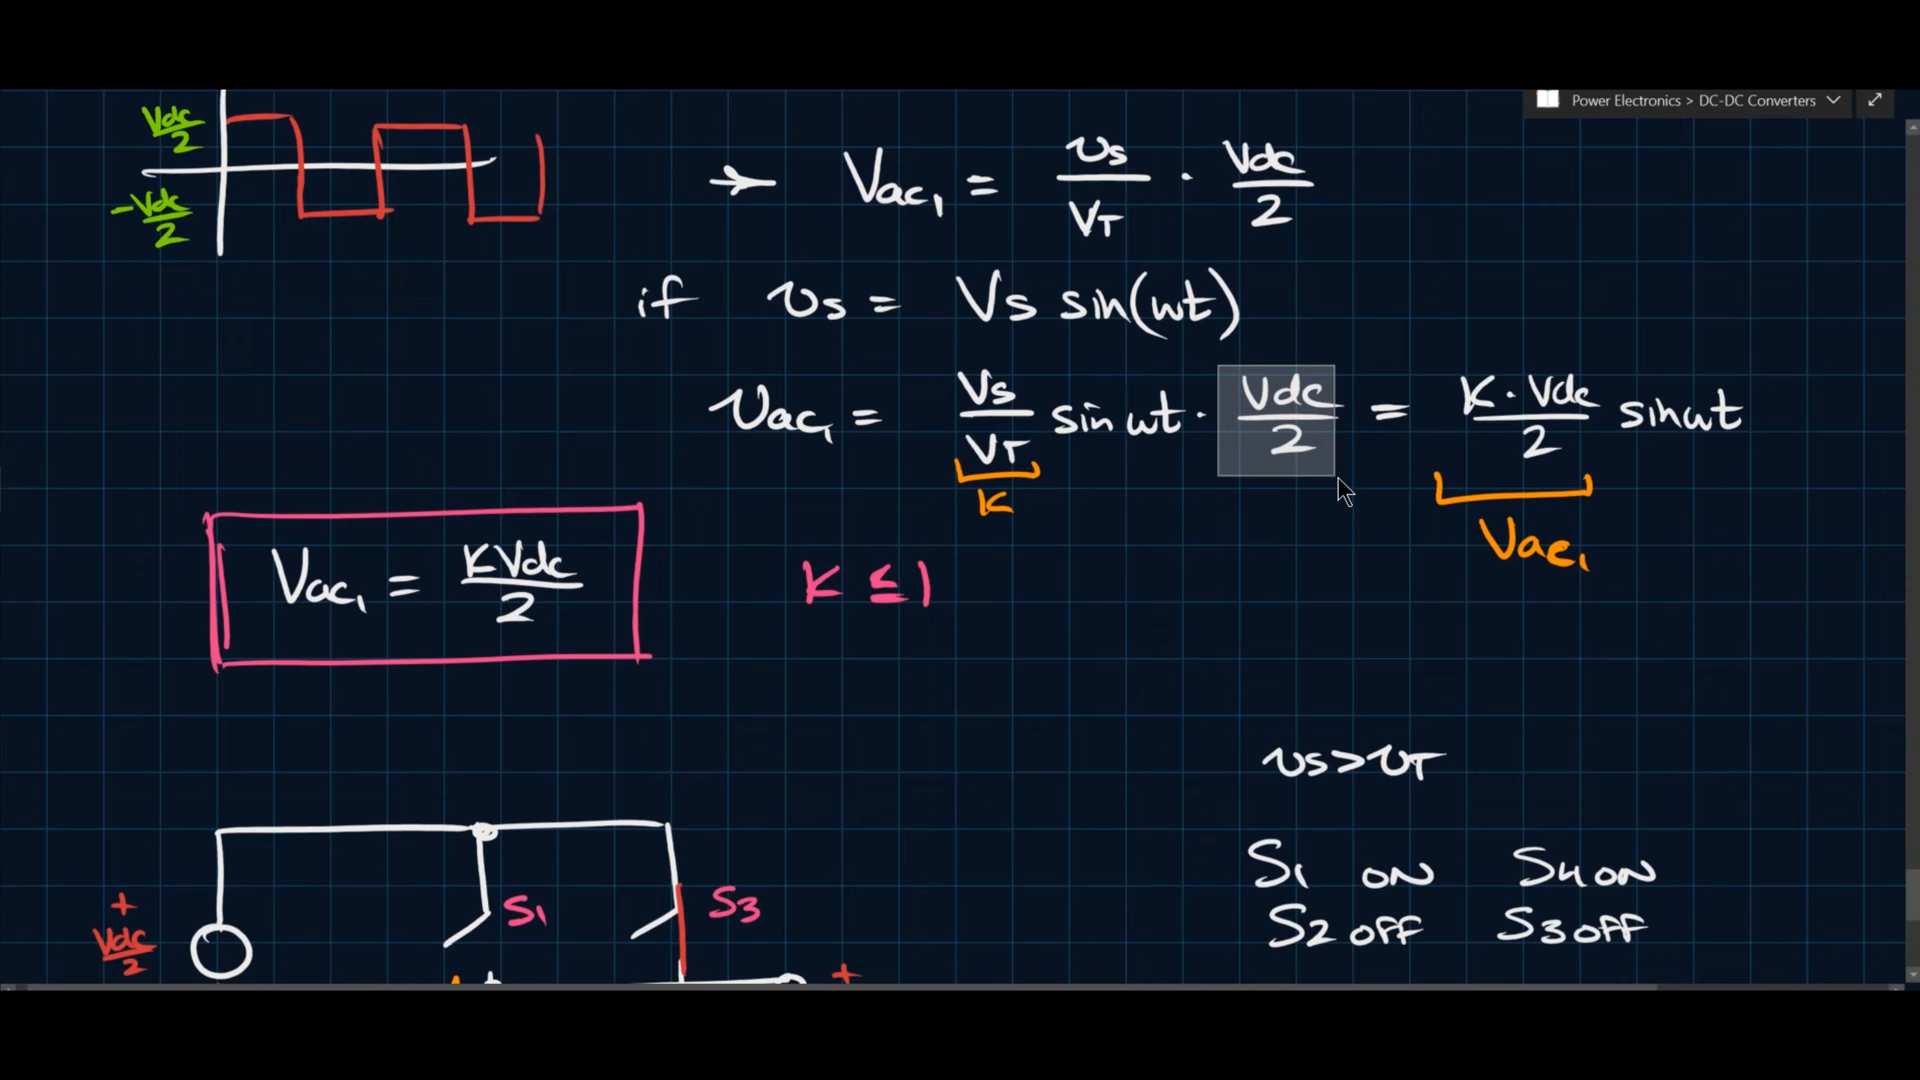 Power Electronics > DC-DC Converters
Vdc/2
-Vdc/2
→ Vac₁ = vs/VT · Vdc/2
if vs = Vs sin(wt)
vac₁ = Vs/VT sin wt · Vdc/2 = K · Vdc/2 sin wt
K
Vac₁
Vac₁ = KVdc/2
K ≤ 1
vs > vT
S1 ON S4 ON
S2 OFF S3 OFF
S1 S3
+
Vdc/2
+